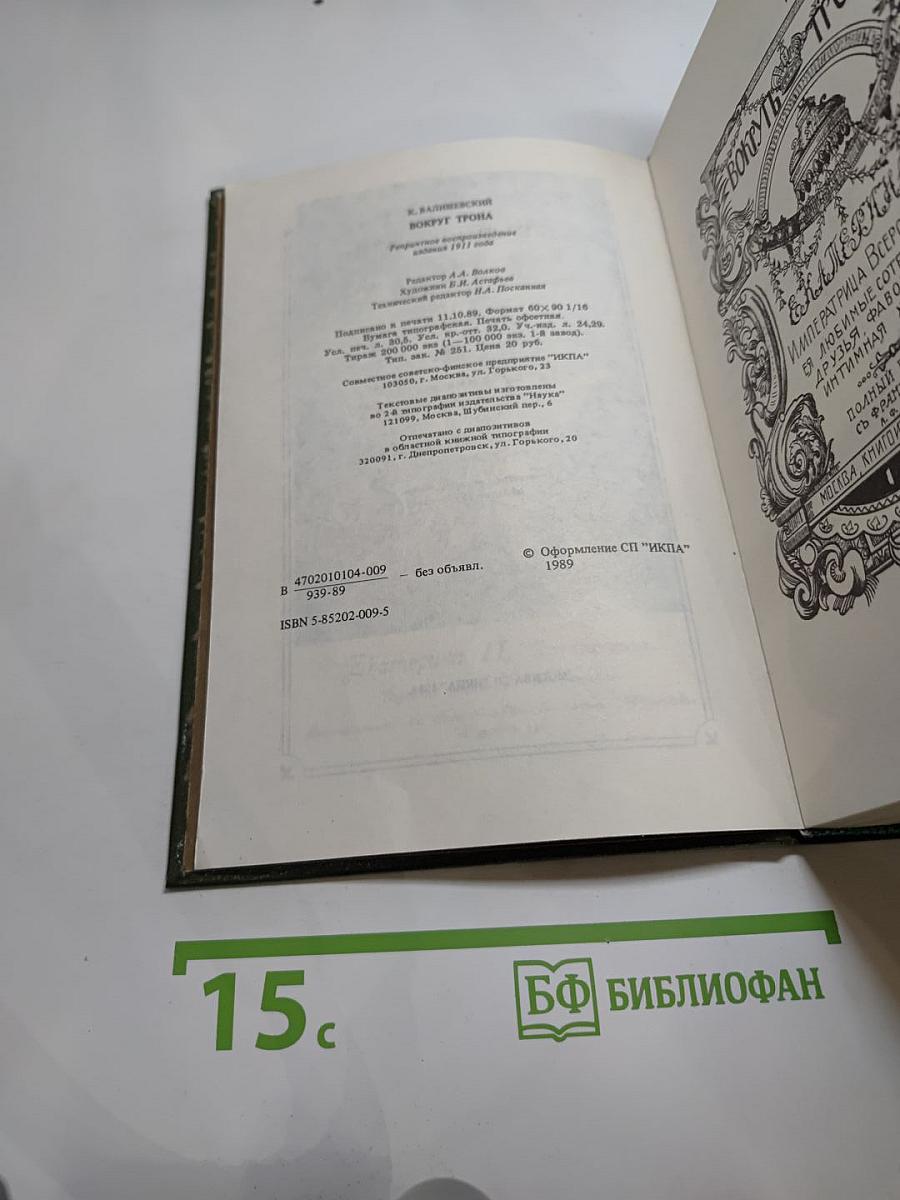 К. ВАЛИШЕВСКИЙ
ВОКРУГ ТРОНА
Репринтное воспроизведение
издания 1911 года
Редактор А.А. Волков
Художник Б.И. Астафьев
Технический редактор Н.А. Посканная
Подписано к печати 11.10.89. Формат 60×90 1/16
Бумага типографская. Печать офсетная.
Усл. печ. л. 30,5. Усл. кр.-отт. 32,0. Уч.-изд. л. 24,29.
Тираж 200 000 экз (1—100 000 экз. 1-й завод).
Тип. зак. № 251. Цена 20 руб.
Совместное советско-финское предприятие "ИКПА"
103050, г. Москва, ул. Горького, 23
Текстовые диапозитивы изготовлены
во 2-й типографии издательства "Наука"
121099, Москва, Шубинский пер., 6
Отпечатано с диапозитивов
в областной книжной типографии
320091, г. Днепропетровск, ул. Горького, 20
В 4702010104-009
939-89
— без объявл.
© Оформление СП "ИКПА"
1989
ISBN 5-85202-009-5
ВОКРУГЪ
ИМПЕРАТРИЦА
ЕЯ ЛЮБИМЫЕ
ДРУЗЬЯ
ИНТИМНАЯ
ПОЛНЫЙ
СЪ
МОСКВА,
15 с
БФ БИБЛИОФАН